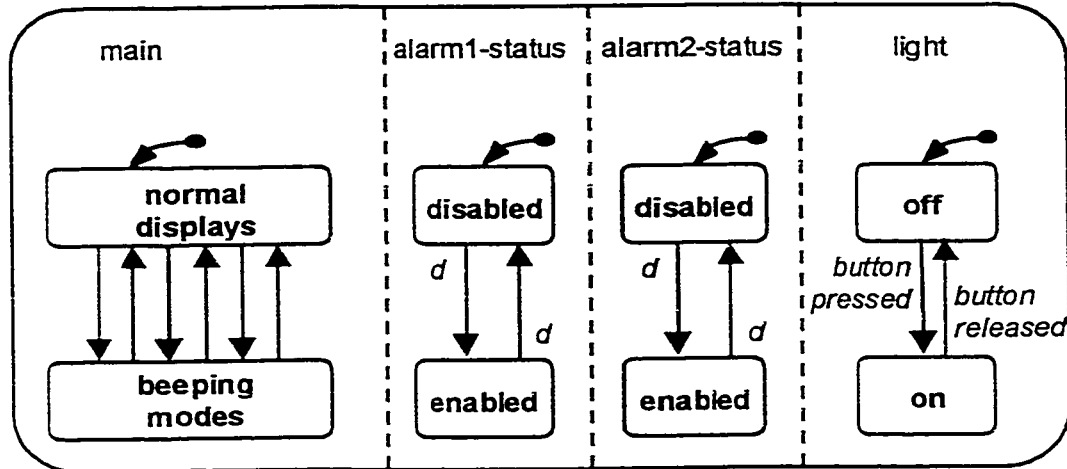 main
alarm1-status
alarm2-status
light
normal
displays
disabled
disabled
off
d
d
button
pressed
button
released
d
d
beeping
modes
enabled
enabled
on